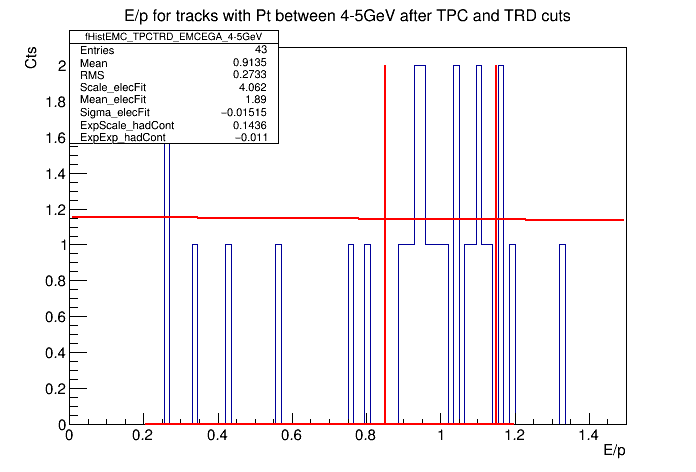 E/p for tracks with Pt between 4-5GeV after TPC and TRD cuts
fHistEMC_TPCTRD_EMCEGA_4-5GeV
Entries 43
Mean 0.9135
RMS 0.2733
Scale_elecFit 4.062
Mean_elecFit 1.89
Sigma_elecFit −0.01515
ExpScale_hadCont 0.1436
ExpExp_hadCont −0.011
Cts
2
1.8
1.6
1.4
1.2
1
0.8
0.6
0.4
0.2
0
0 0.2 0.4 0.6 0.8 1 1.2 1.4
E/p